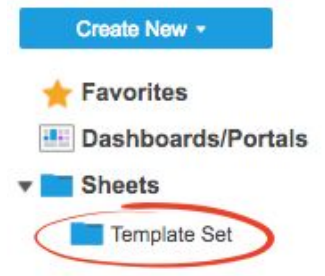 Create New
Favorites
Dashboards/Portals
Sheets
Template Set